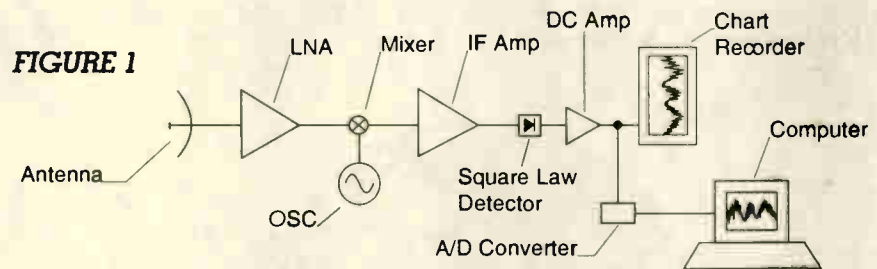 FIGURE 1
LNA
Mixer
IF Amp
DC Amp
Chart
Recorder
Antenna
OSC
Square Law
Detector
A/D Converter
Computer